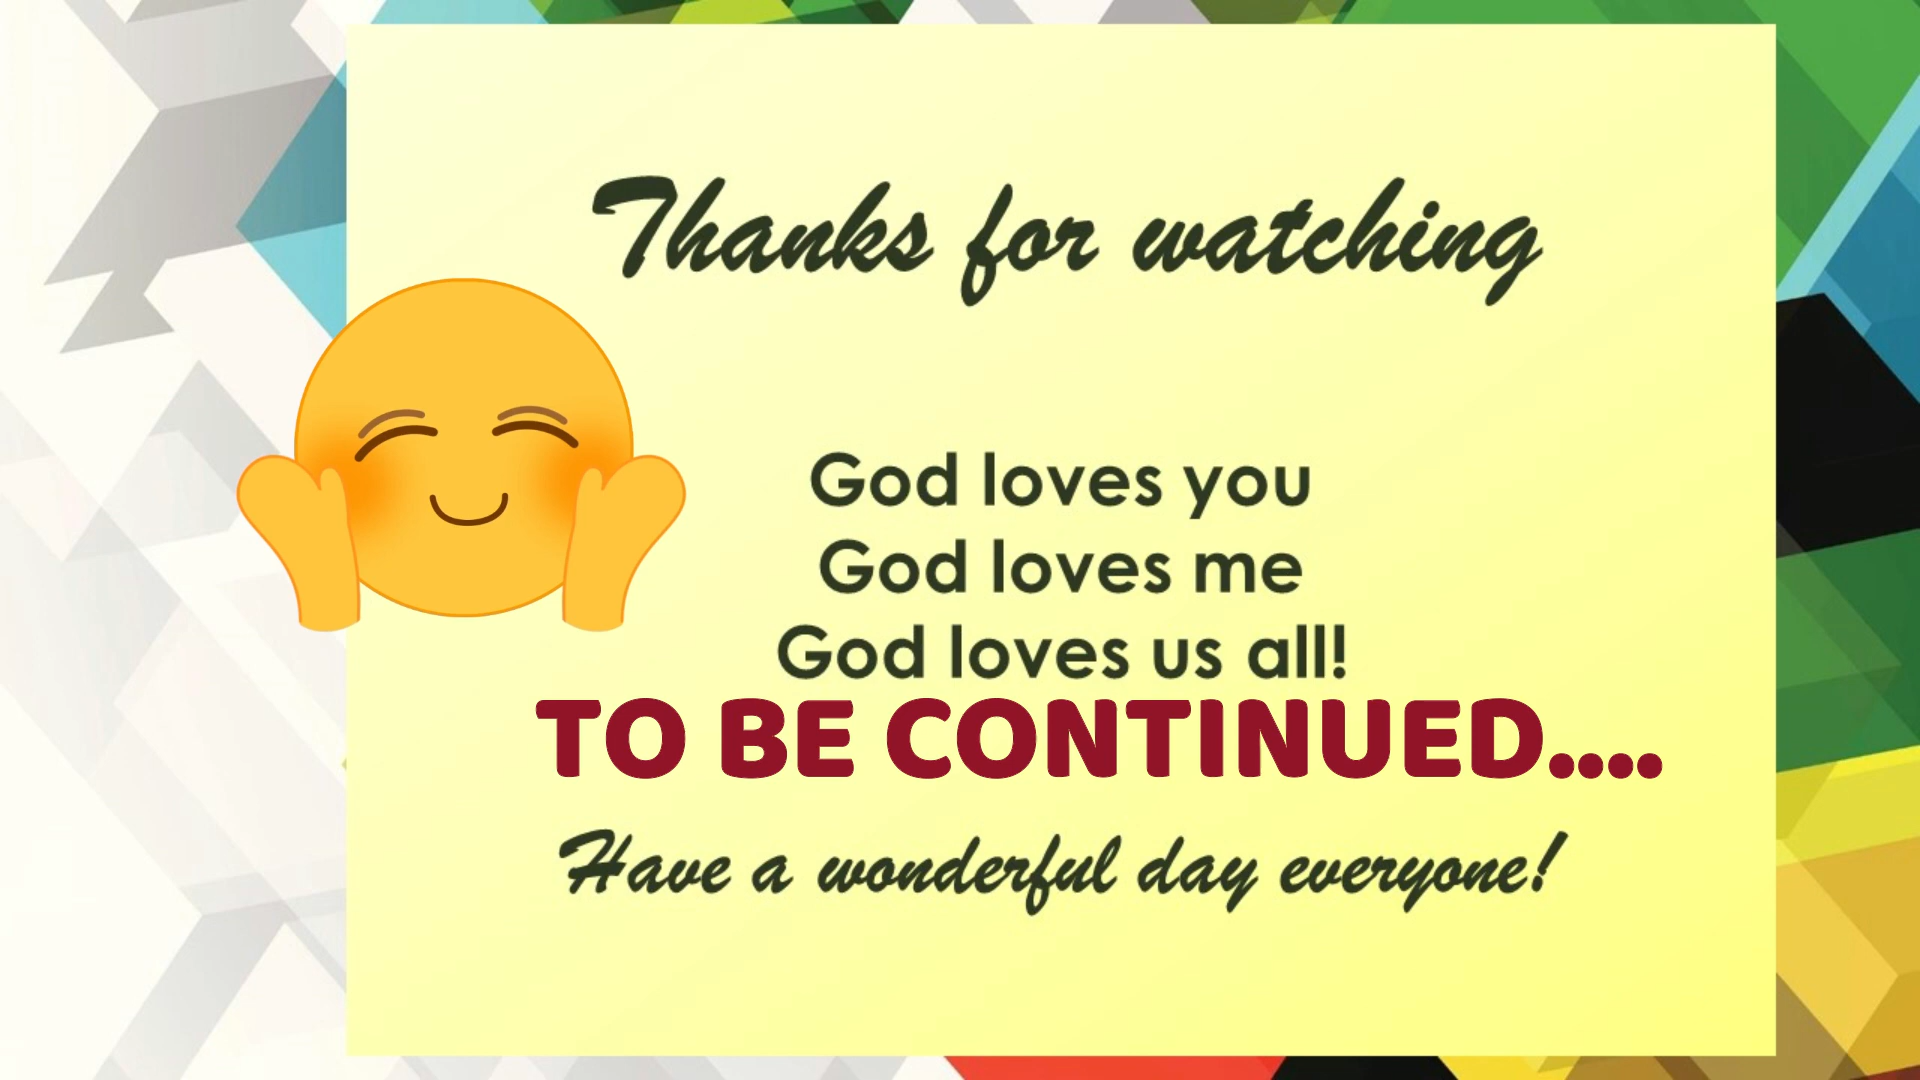 Thanks for watching
God loves you
God loves me
God loves us all!
TO BE CONTINUED....
Have a wonderful day everyone!